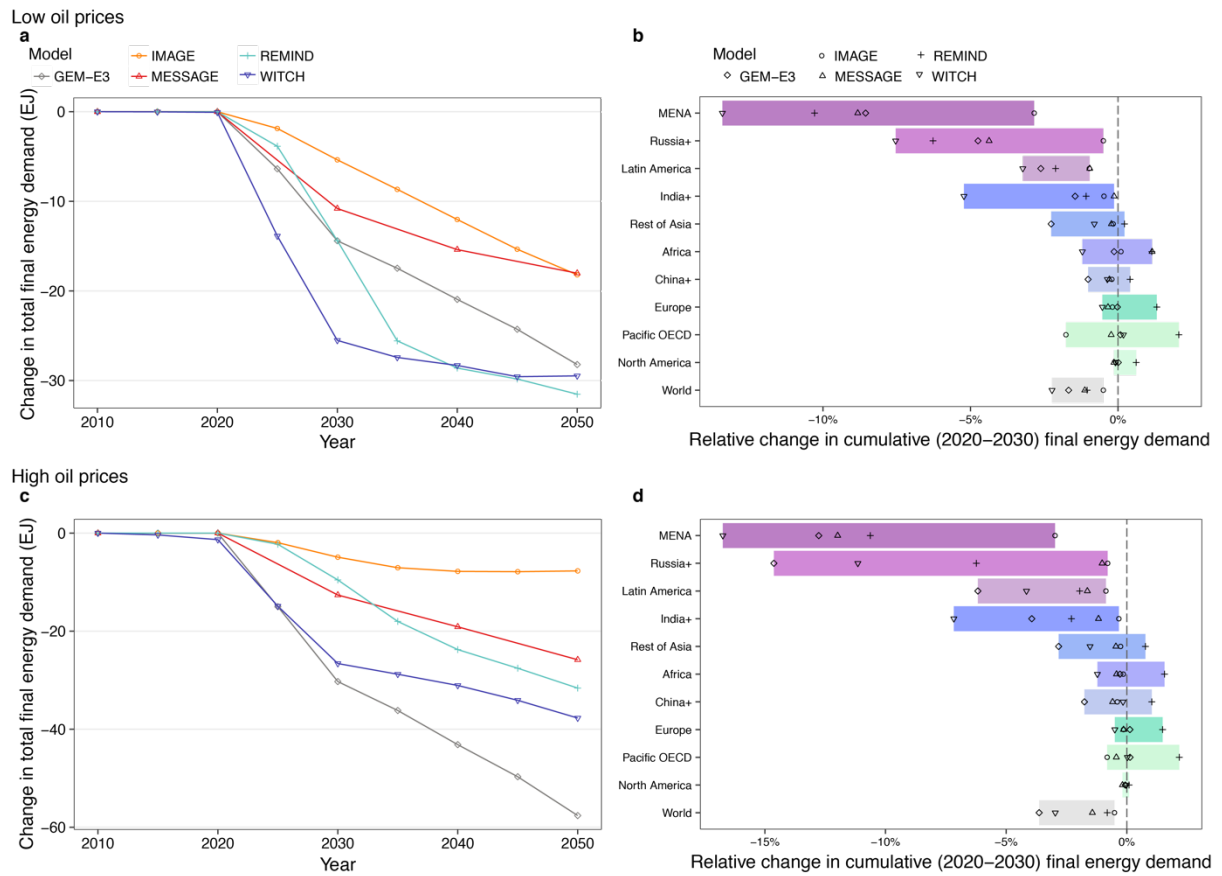 Low oil prices
a
Model
IMAGE
REMIND
GEM−E3
MESSAGE
WITCH
Change in total final energy demand (EJ)
0
−10
−20
−30
2010
2020
2030
2040
2050
Year
b
Model
IMAGE
REMIND
GEM−E3
MESSAGE
WITCH
MENA
Russia+
Latin America
India+
Rest of Asia
Africa
China+
Europe
Pacific OECD
North America
World
−10%
−5%
0%
Relative change in cumulative (2020−2030) final energy demand
High oil prices
c
Change in total final energy demand (EJ)
0
−20
−40
−60
2010
2020
2030
2040
2050
Year
d
MENA
Russia+
Latin America
India+
Rest of Asia
Africa
China+
Europe
Pacific OECD
North America
World
−15%
−10%
−5%
0%
Relative change in cumulative (2020−2030) final energy demand